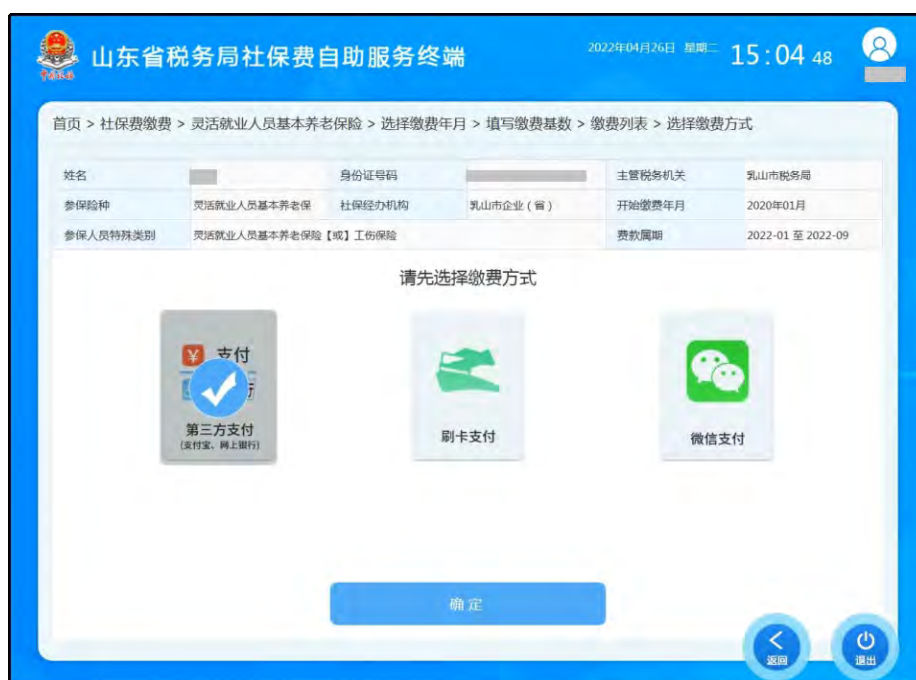 山东省税务局社保费自助服务终端
2022年04月26日 星期二 15:04 48
首页 > 社保费缴费 > 灵活就业人员基本养老保险 > 选择缴费年月 > 填写缴费基数 > 缴费列表 > 选择缴费方式
姓名 身份证号码 主管税务机关 乳山市税务局
参保险种 灵活就业人员基本养老保 社保经办机构 乳山市企业（省） 开始缴费年月 2020年01月
参保人员特殊类别 灵活就业人员基本养老保险【或】工伤保险 费款属期 2022-01 至 2022-09
请先选择缴费方式
支付
第三方支付
(支付宝、网上银行)
刷卡支付
微信支付
确定
返回
退出